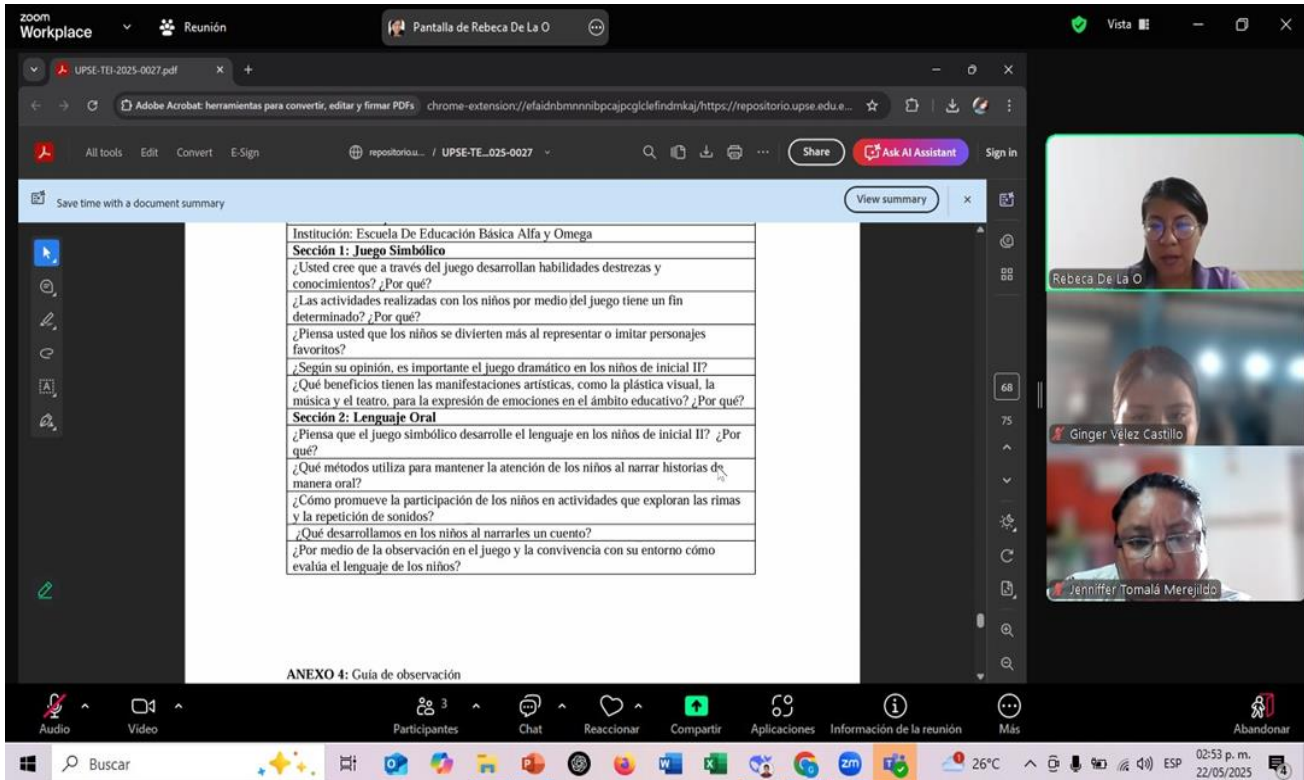 zoom
Workplace
Reunión
Pantalla de Rebeca De La O
Vista
UPSE-TEI-2025-0027.pdf
Adobe Acrobat: herramientas para convertir, editar y firmar PDFs
chrome-extension://efaidnbmnnnibpcajpcglclefindmkaj/https://repositorio.upse.edu.e...
All tools
Edit
Convert
E-Sign
repositorio.u... / UPSE-TE...025-0027
Share
Ask AI Assistant
Sign in
Save time with a document summary
View summary
Institución: Escuela De Educación Básica Alfa y Omega
Sección 1: Juego Simbólico
¿Usted cree que a través del juego desarrollan habilidades destrezas y
conocimientos? ¿Por qué?
¿Las actividades realizadas con los niños por medio del juego tiene un fin
determinado? ¿Por qué?
¿Piensa usted que los niños se divierten más al representar o imitar personajes
favoritos?
¿Según su opinión, es importante el juego dramático en los niños de inicial II?
¿Qué beneficios tienen las manifestaciones artísticas, como la plástica visual, la
música y el teatro, para la expresión de emociones en el ámbito educativo? ¿Por qué?
Sección 2: Lenguaje Oral
¿Piensa que el juego simbólico desarrolle el lenguaje en los niños de inicial II? ¿Por
qué?
¿Qué métodos utiliza para mantener la atención de los niños al narrar historias de
manera oral?
¿Cómo promueve la participación de los niños en actividades que exploran las rimas
y la repetición de sonidos?
¿Qué desarrollamos en los niños al narrarles un cuento?
¿Por medio de la observación en el juego y la convivencia con su entorno cómo
evalúa el lenguaje de los niños?
ANEXO 4: Guía de observación
68
75
Rebeca De La O
Ginger Vélez Castillo
Jenniffer Tomalá Merejildo
Audio
Video
Participantes
3
Chat
Reaccionar
Compartir
Aplicaciones
Información de la reunión
Más
Abandonar
Buscar
26°C
ESP
02:53 p. m.
22/05/2025